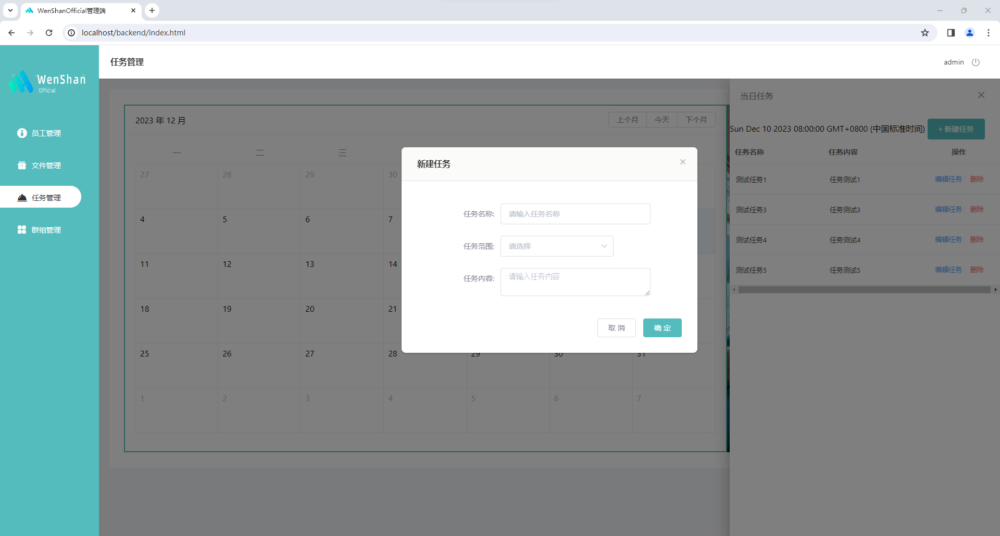 WenShanOfficial管理端
localhost/backend/index.html
WenShan
Official
任务管理
admin
员工管理
文件管理
任务管理
群组管理
2023 年 12 月
上个月 今天 下个月
一 二 三
27 28 29 30
4 5 6 7
11 12 13 14
18 19 20 21
25 26 27 28 29 30 31
1 2 3 4 5 6 7
新建任务
任务名称: 请输入任务名称
任务范围: 请选择
任务内容: 请输入任务内容
取 消 确 定
当日任务
Sun Dec 10 2023 08:00:00 GMT+0800 (中国标准时间) + 新建任务
任务名称 任务内容 操作
测试任务1 任务测试1 编辑任务 删除
测试任务3 任务测试3 编辑任务 删除
测试任务4 任务测试4 编辑任务 删除
测试任务5 任务测试5 编辑任务 删除